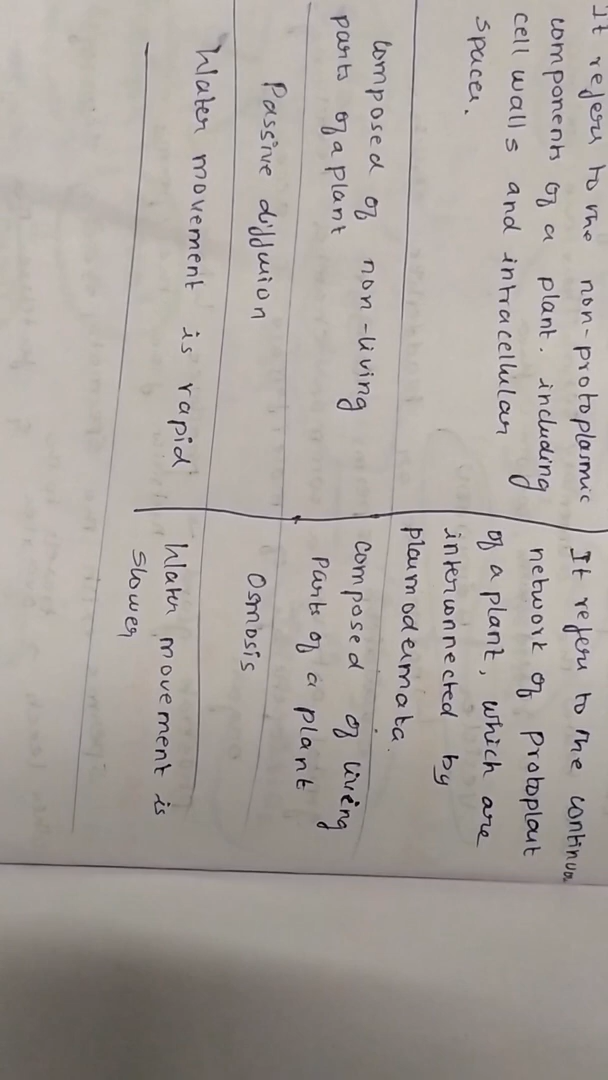 It refers to the non-protoplasmic
components of a plant. including
cell walls and intracellular
spaces.
It refers to the continuo
network of protoplast
of a plant, which are
interconnected by
plasmodesmata.
composed of non-living
parts of a plant
composed of living
parts of a plant
Passive diffusion
Osmosis
Water movement is rapid
Water movement is
slower